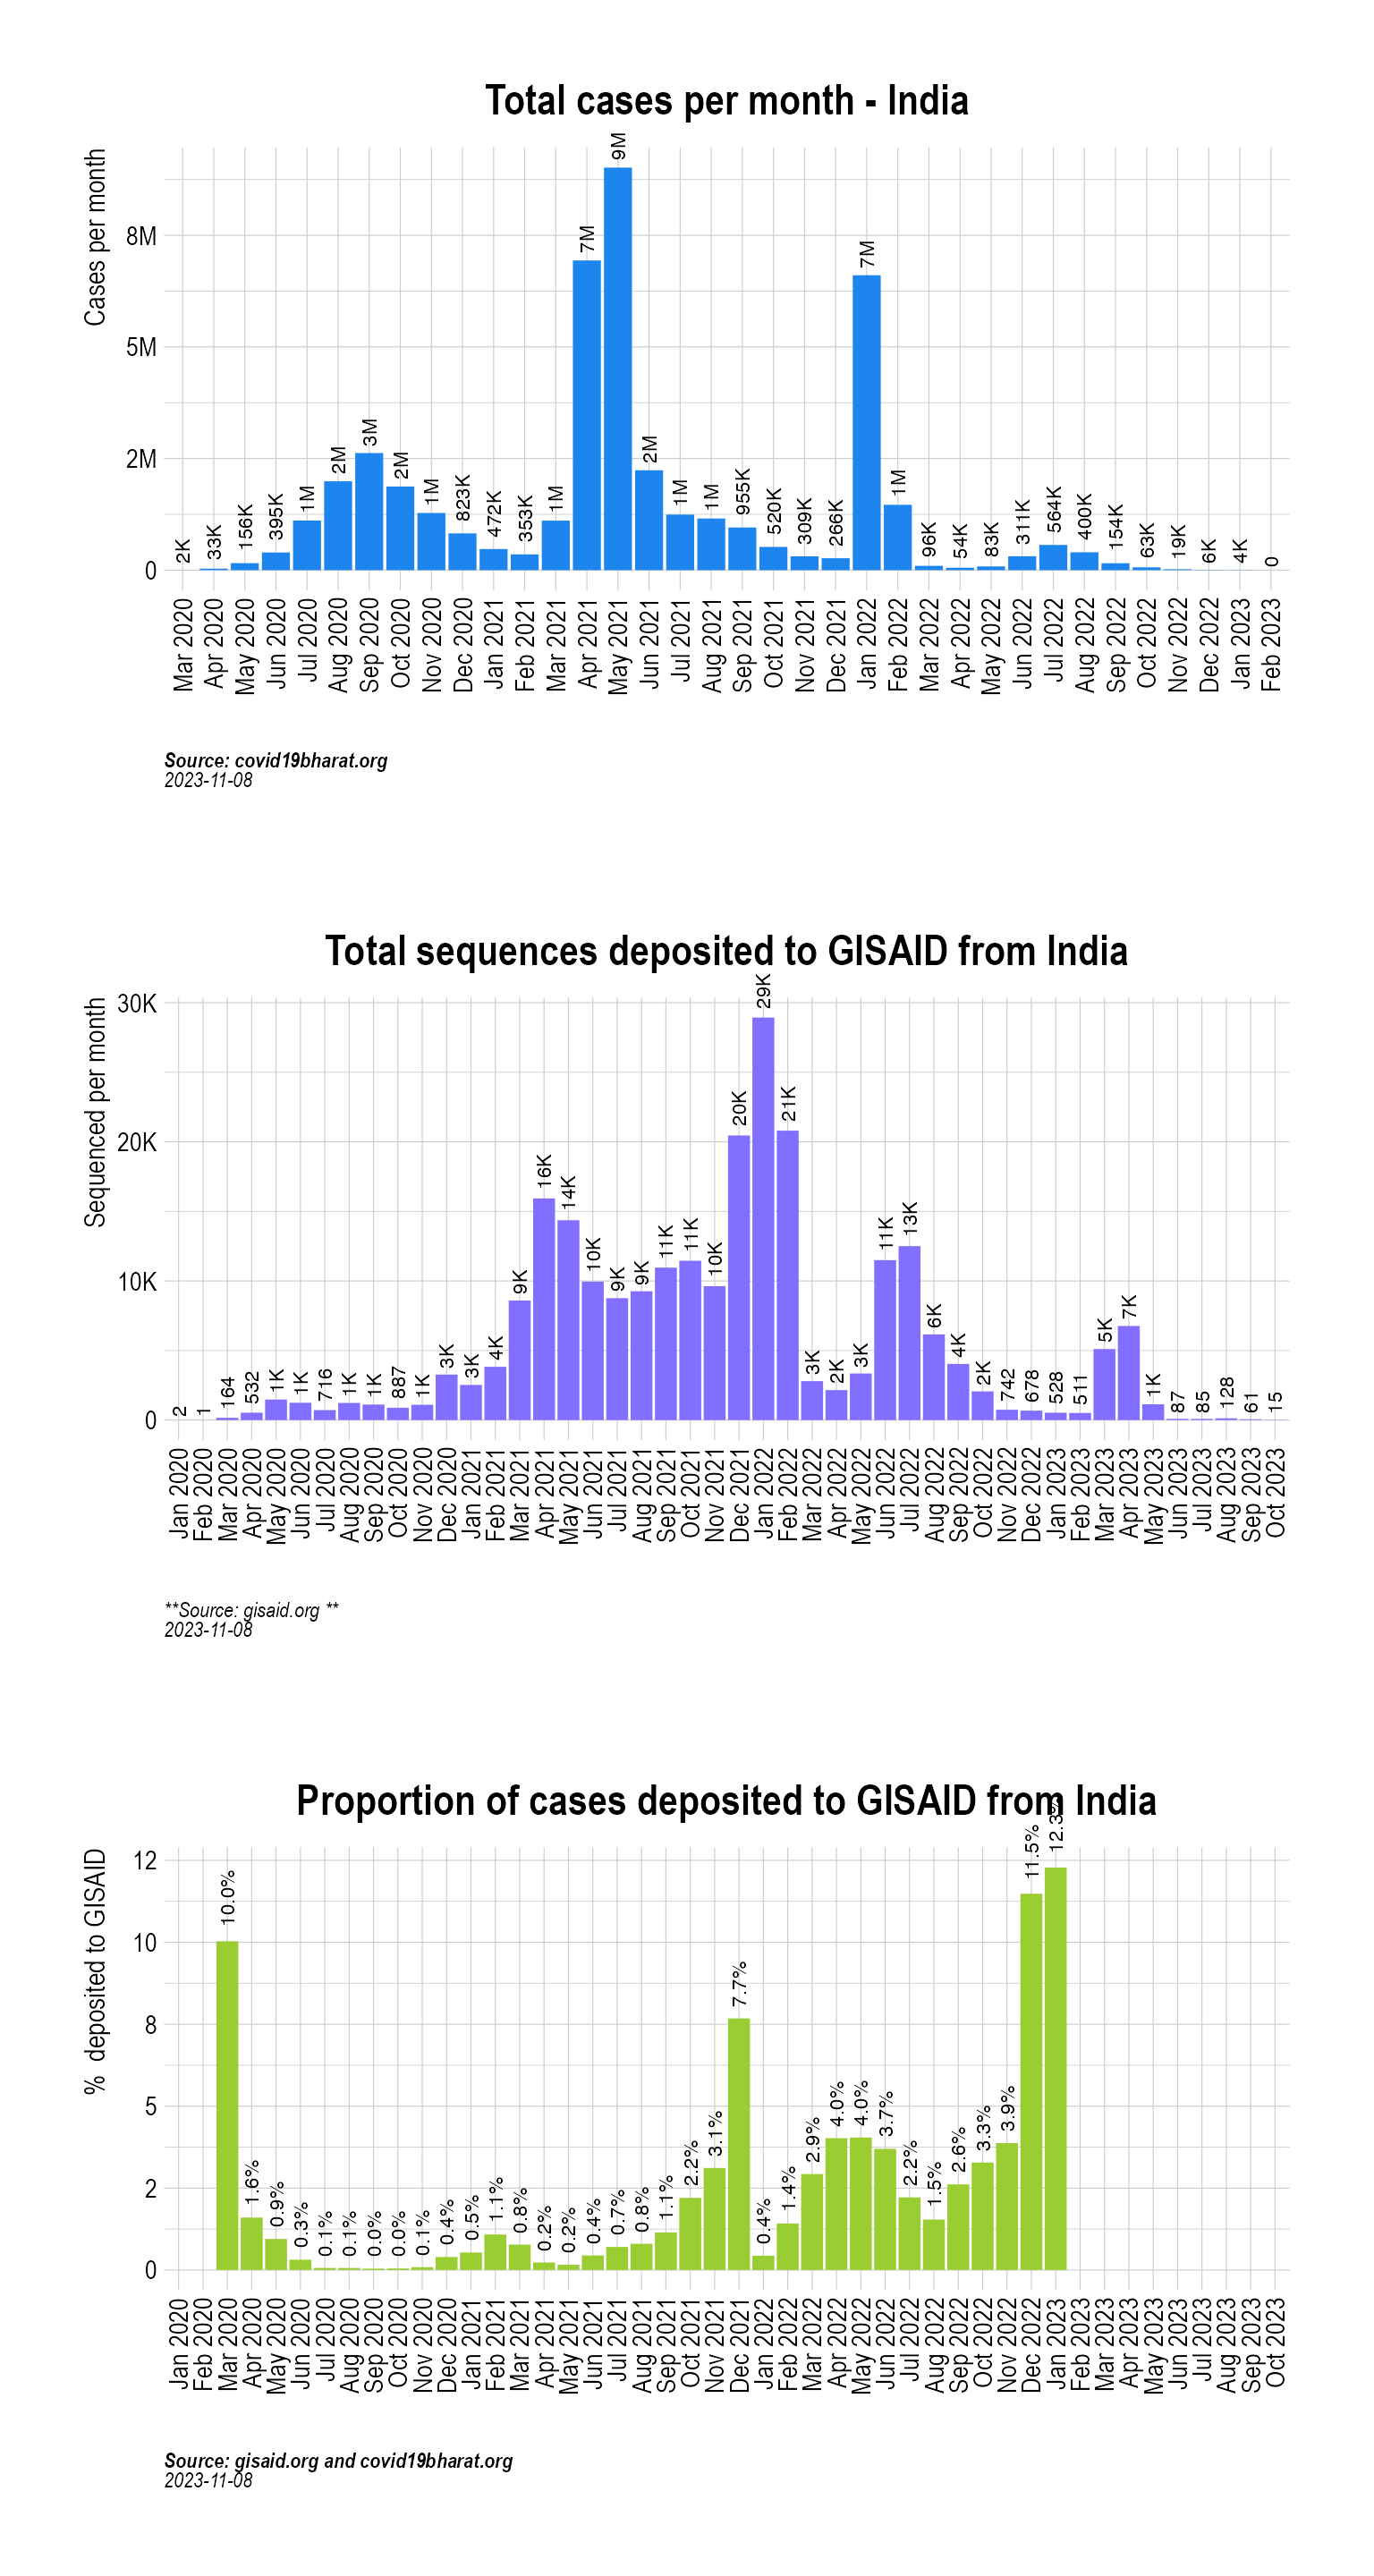 Total cases per month - India
Cases per month
8M
5M
2M
0
2K
33K
156K
395K
1M
2M
3M
2M
1M
823K
472K
353K
1M
7M
9M
2M
1M
1M
955K
520K
309K
266K
7M
1M
96K
54K
83K
311K
564K
400K
154K
63K
19K
6K
4K
0
Mar 2020
Apr 2020
May 2020
Jun 2020
Jul 2020
Aug 2020
Sep 2020
Oct 2020
Nov 2020
Dec 2020
Jan 2021
Feb 2021
Mar 2021
Apr 2021
May 2021
Jun 2021
Jul 2021
Aug 2021
Sep 2021
Oct 2021
Nov 2021
Dec 2021
Jan 2022
Feb 2022
Mar 2022
Apr 2022
May 2022
Jun 2022
Jul 2022
Aug 2022
Sep 2022
Oct 2022
Nov 2022
Dec 2022
Jan 2023
Feb 2023
Source: covid19bharat.org
2023-11-08
Total sequences deposited to GISAID from India
Sequenced per month
30K
20K
10K
0
2
1
164
532
1K
1K
716
1K
1K
887
1K
3K
3K
4K
9K
16K
14K
10K
9K
9K
11K
11K
10K
20K
29K
21K
3K
2K
3K
11K
13K
6K
4K
2K
742
678
528
511
5K
7K
1K
87
85
128
61
15
Jan 2020
Feb 2020
Mar 2020
Apr 2020
May 2020
Jun 2020
Jul 2020
Aug 2020
Sep 2020
Oct 2020
Nov 2020
Dec 2020
Jan 2021
Feb 2021
Mar 2021
Apr 2021
May 2021
Jun 2021
Jul 2021
Aug 2021
Sep 2021
Oct 2021
Nov 2021
Dec 2021
Jan 2022
Feb 2022
Mar 2022
Apr 2022
May 2022
Jun 2022
Jul 2022
Aug 2022
Sep 2022
Oct 2022
Nov 2022
Dec 2022
Jan 2023
Feb 2023
Mar 2023
Apr 2023
May 2023
Jun 2023
Jul 2023
Aug 2023
Sep 2023
Oct 2023
**Source: gisaid.org **
2023-11-08
Proportion of cases deposited to GISAID from India
% deposited to GISAID
12
10
8
5
2
0
10.0%
1.6%
0.9%
0.3%
0.1%
0.1%
0.0%
0.0%
0.1%
0.4%
0.5%
1.1%
0.8%
0.2%
0.2%
0.4%
0.7%
0.8%
1.1%
2.2%
3.1%
7.7%
0.4%
1.4%
2.9%
4.0%
4.0%
3.7%
2.2%
1.5%
2.6%
3.3%
3.9%
11.5%
12.3%
Jan 2020
Feb 2020
Mar 2020
Apr 2020
May 2020
Jun 2020
Jul 2020
Aug 2020
Sep 2020
Oct 2020
Nov 2020
Dec 2020
Jan 2021
Feb 2021
Mar 2021
Apr 2021
May 2021
Jun 2021
Jul 2021
Aug 2021
Sep 2021
Oct 2021
Nov 2021
Dec 2021
Jan 2022
Feb 2022
Mar 2022
Apr 2022
May 2022
Jun 2022
Jul 2022
Aug 2022
Sep 2022
Oct 2022
Nov 2022
Dec 2022
Jan 2023
Feb 2023
Mar 2023
Apr 2023
May 2023
Jun 2023
Jul 2023
Aug 2023
Sep 2023
Oct 2023
Source: gisaid.org and covid19bharat.org
2023-11-08